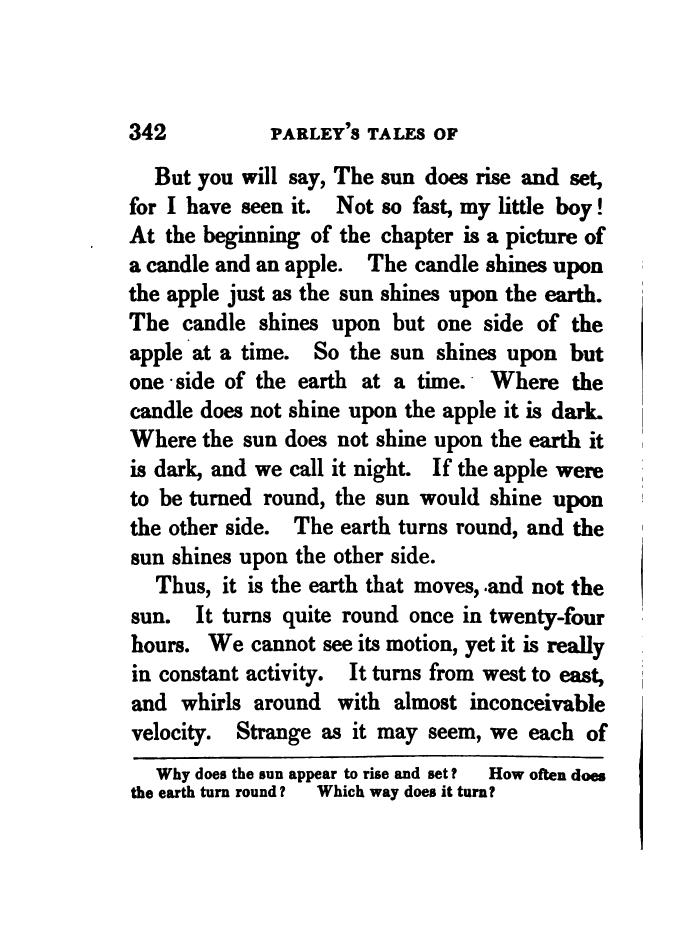 342 PARLEY'S TALES OF
But you will say, The sun does rise and set,
for I have seen it. Not so fast, my little boy!
At the beginning of the chapter is a picture of
a candle and an apple. The candle shines upon
the apple just as the sun shines upon the earth.
The candle shines upon but one side of the
apple at a time. So the sun shines upon but
one side of the earth at a time. Where the
candle does not shine upon the apple it is dark.
Where the sun does not shine upon the earth it
is dark, and we call it night. If the apple were
to be turned round, the sun would shine upon
the other side. The earth turns round, and the
sun shines upon the other side.
Thus, it is the earth that moves, and not the
sun. It turns quite round once in twenty-four
hours. We cannot see its motion, yet it is really
in constant activity. It turns from west to east,
and whirls around with almost inconceivable
velocity. Strange as it may seem, we each of
Why does the sun appear to rise and set? How often does
the earth turn round? Which way does it turn?